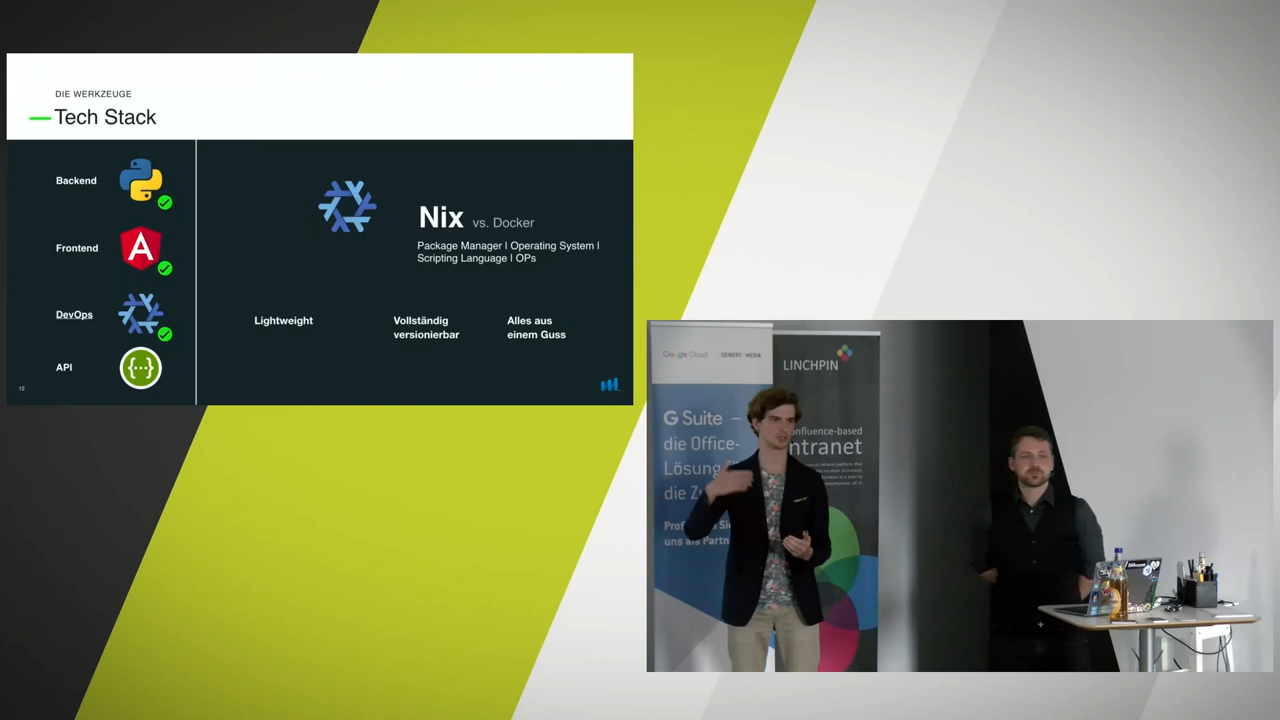 DIE WERKZEUGE
Tech Stack
Backend
Frontend
DevOps
API
12
Nix vs. Docker
Package Manager | Operating System |
Scripting Language | OPs
Lightweight
Vollständig
versionierbar
Alles aus
einem Guss
Google Cloud
SEIBERT MEDIA
G Suite –
die Office-
Lösung
die Z
uns als Partn
LINCHPIN
onfluence-based
ntranet